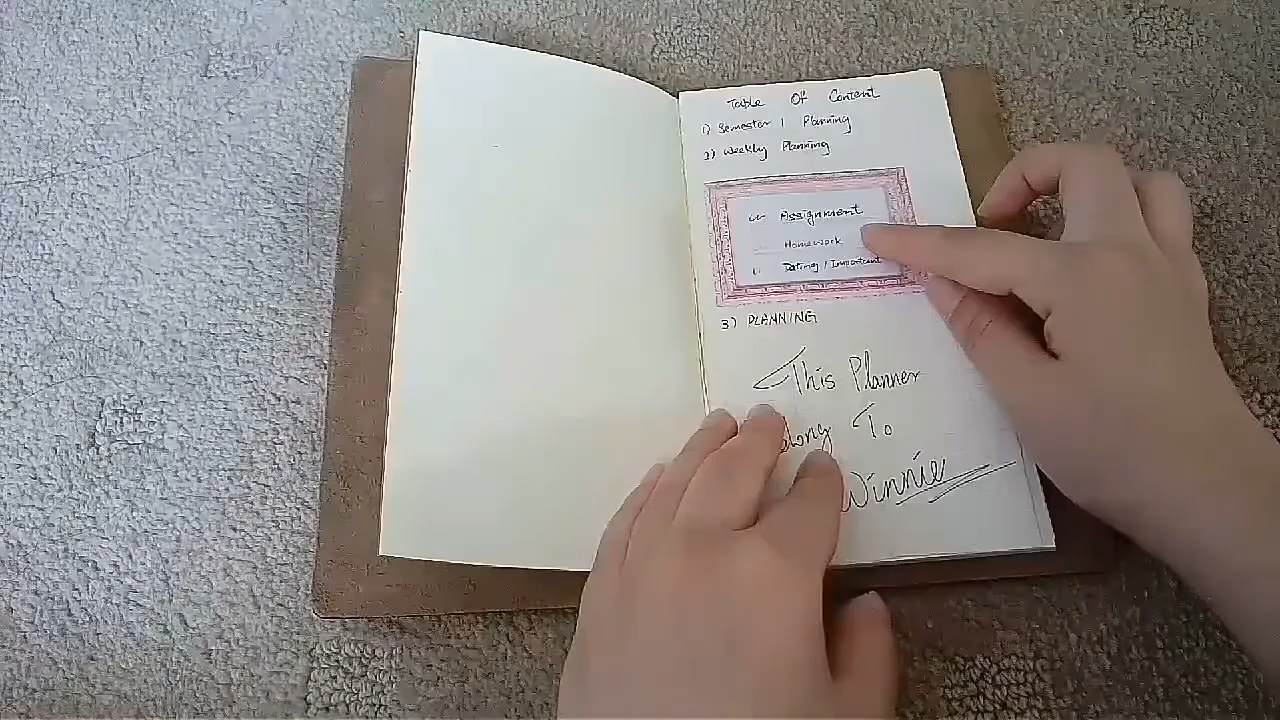 Table Of Content
1) Semester 1 Planning
2) Weekly Planning
Assignment
Homework
Dating / Important
3) PLANNING
This Planner
To
Winnie